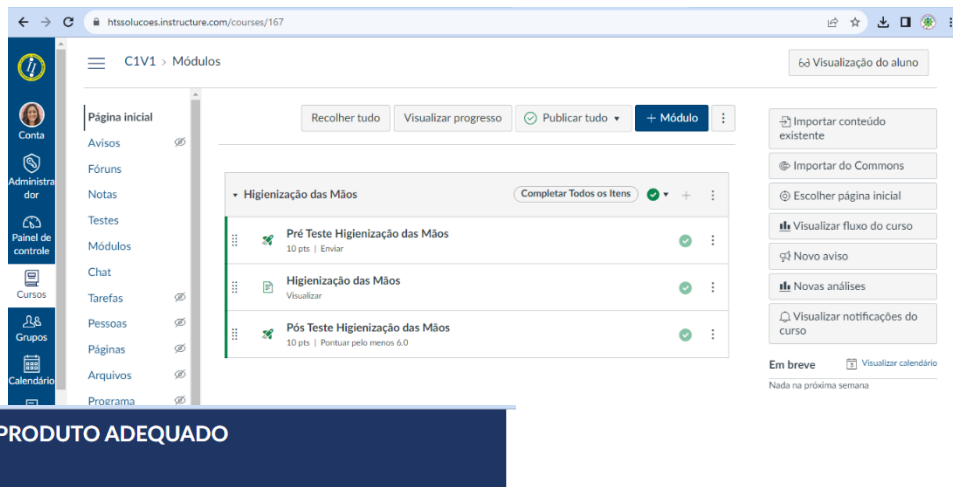 htssolucoes.instructure.com/courses/167
C1V1 > Módulos
Visualização do aluno
Conta
Administra
dor
Painel de
controle
Cursos
Grupos
Calendário
Página inicial
Avisos
Fóruns
Notas
Testes
Módulos
Chat
Tarefas
Pessoas
Páginas
Arquivos
Programa
Recolher tudo
Visualizar progresso
Publicar tudo
+ Módulo
Higienização das Mãos
Completar Todos os Itens
Pré Teste Higienização das Mãos
10 pts | Enviar
Higienização das Mãos
Visualizar
Pós Teste Higienização das Mãos
10 pts | Pontuar pelo menos 6.0
Importar conteúdo
existente
Importar do Commons
Escolher página inicial
Visualizar fluxo do curso
Novo aviso
Novas análises
Visualizar notificações do
curso
Em breve
Visualizar calendário
Nada na próxima semana
PRODUTO ADEQUADO